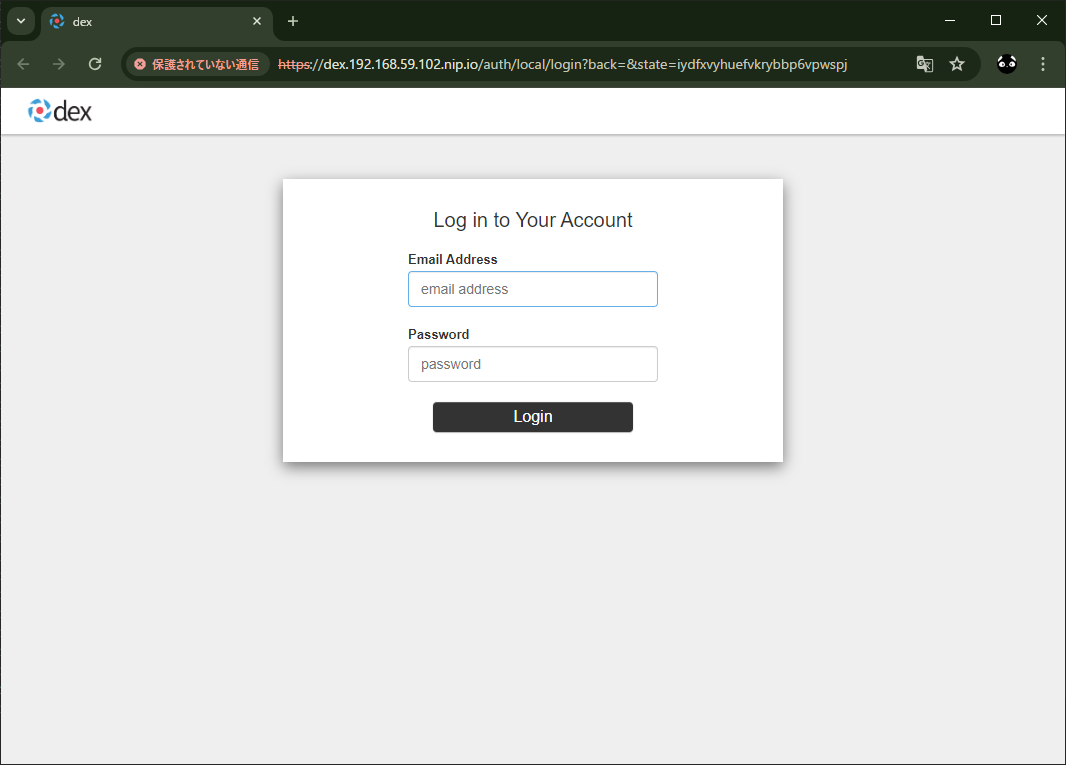 dex
保護されていない通信 https://dex.192.168.59.102.nip.io/auth/local/login?back=&state=iydfxvyhuefvkrybbp6vpwspj
dex
Log in to Your Account
Email Address
email address
Password
password
Login